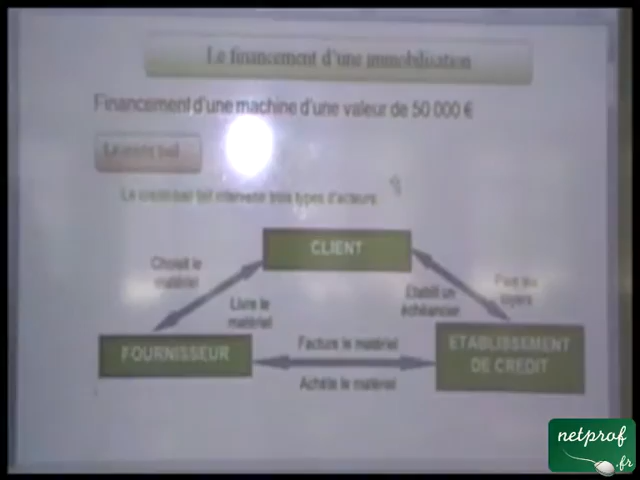 Le financement d'une immobilisation
Financement d'une machine d'une valeur de 50 000 €
Le crédit bail
Le crédit-bail fait intervenir trois types d'acteurs
CLIENT
Choisit le
matériel
Paie les
loyers
Livre le
matériel
Etablit un
échéancier
FOURNISSEUR
Facture le matériel
ETABLISSEMENT
DE CREDIT
Achète le matériel
netprof
.fr